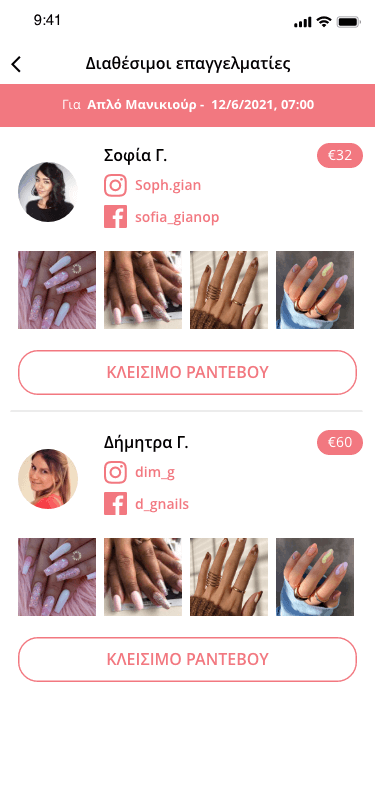 9:41
Διαθέσιμοι επαγγελματίες
Για Απλό Μανικιούρ - 12/6/2021, 07:00
Σοφία Γ.
€32
Soph.gian
sofia_gianop
ΚΛΕΙΣΙΜΟ ΡΑΝΤΕΒΟΥ
Δήμητρα Γ.
€60
dim_g
d_gnails
ΚΛΕΙΣΙΜΟ ΡΑΝΤΕΒΟΥ